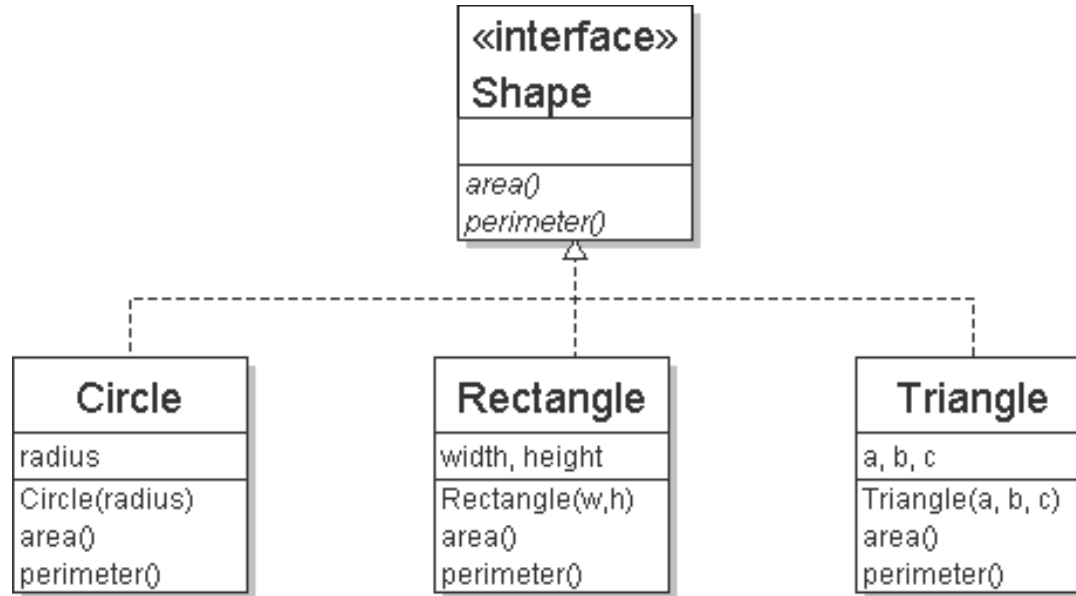 «interface»
Shape
area()
perimeter()
Circle
radius
Circle(radius)
area()
perimeter()
Rectangle
width, height
Rectangle(w,h)
area()
perimeter()
Triangle
a, b, c
Triangle(a, b, c)
area()
perimeter()